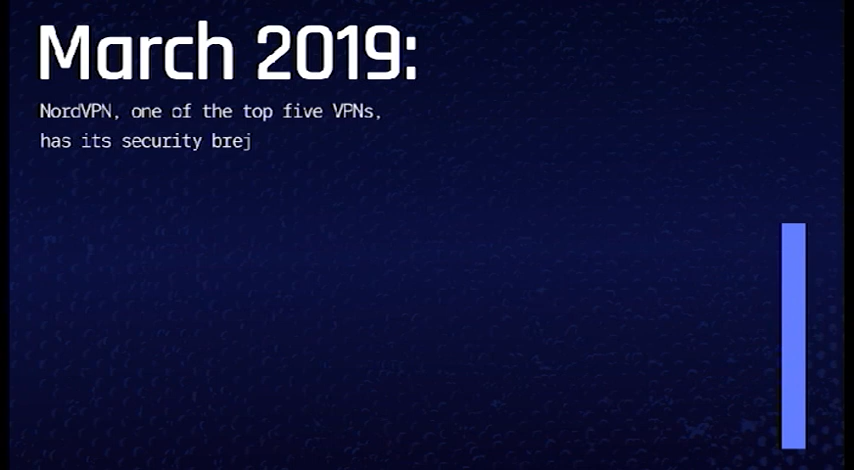 March 2019:
NordVPN, one of the top five VPNs,
has its security brej